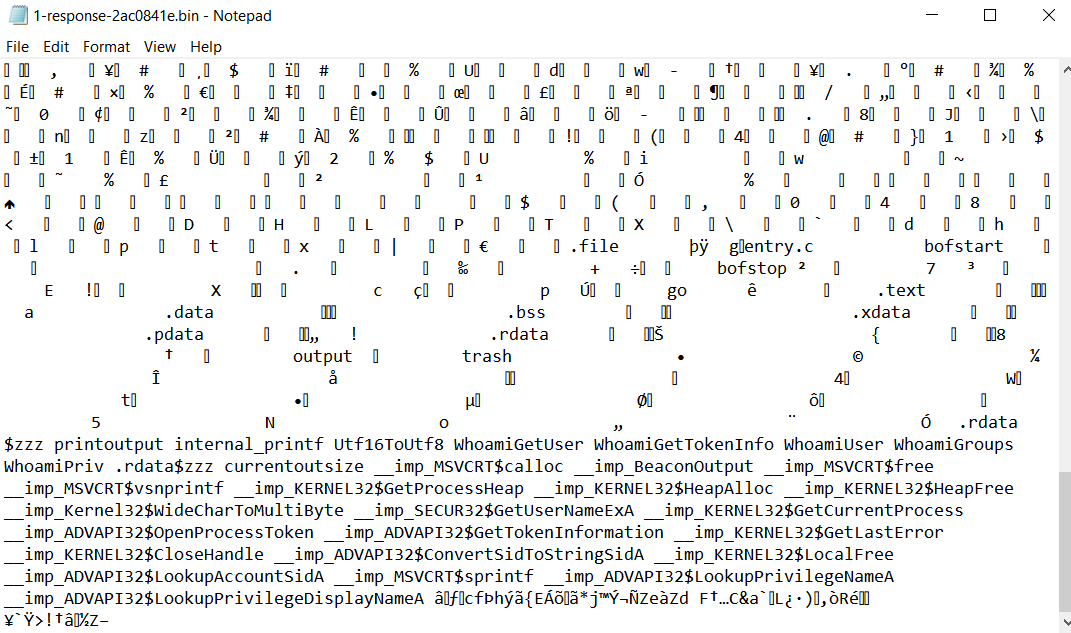 1-response-2ac0841e.bin - Notepad
File Edit Format View Help
, ¥ # ¸ $ ï # % U d w - † ¥ . º # ¾ %
É # × % € ‡ • œ £ ª ¶ / „ ‹
˜ 0 ¢ ² ¾ Ê Û â ö - . 8 J \
n z ² # À % ! ( 4 @ # } 1 › $
± 1 Ê % Ü ý 2 % $ U % i w ~
˜ % £ ² ¹ Ó %
$ ( , 0 4 8
< @ D H L P T X \ ` d h
l p t x | € .file þÿ gentry.c bofstart
. ‰ + ÷ bofstop ² 7 ³
E ! X c ç p Ú go ê .text
a .data .bss .xdata
.pdata „ ! .rdata Š { 8
† output trash • © ¼
Î å 4 W
t • µ Ø ô
5 N o „ ¨ Ó .rdata
$zzz printoutput internal_printf Utf16ToUtf8 WhoamiGetUser WhoamiGetTokenInfo WhoamiUser WhoamiGroups
WhoamiPriv .rdata$zzz currentoutsize __imp_MSVCRT$calloc __imp_BeaconOutput __imp_MSVCRT$free
__imp_MSVCRT$vsnprintf __imp_KERNEL32$GetProcessHeap __imp_KERNEL32$HeapAlloc __imp_KERNEL32$HeapFree
__imp_Kernel32$WideCharToMultiByte __imp_SECUR32$GetUserNameExA __imp_KERNEL32$GetCurrentProcess
__imp_ADVAPI32$OpenProcessToken __imp_ADVAPI32$GetTokenInformation __imp_KERNEL32$GetLastError
__imp_KERNEL32$CloseHandle __imp_ADVAPI32$ConvertSidToStringSidA __imp_KERNEL32$LocalFree
__imp_ADVAPI32$LookupAccountSidA __imp_MSVCRT$sprintf __imp_ADVAPI32$LookupPrivilegeNameA
__imp_ADVAPI32$LookupPrivilegeDisplayNameA âƒcfÞhýã{EÁõã*j™Ý¬ÑZeàZd F†…C&a`L¿·)‚òRé
¥`Ÿ>!†â½Z–